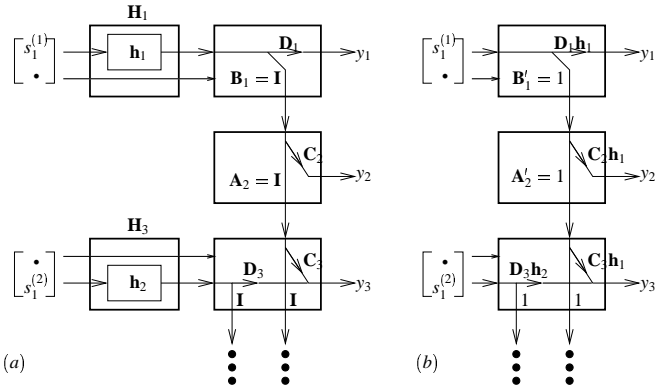 H₁
s₁⁽¹⁾ h₁ D₁ y₁ s₁⁽¹⁾ D₁h₁ y₁
• B₁ = I • B′₁ = 1
C₂ C₂h₁
A₂ = I y₂ A′₂ = 1 y₂
H₃
• C₃ • C₃h₁
s₁⁽²⁾ h₂ D₃ y₃ s₁⁽²⁾ D₃h₂ y₃
I I 1 1
(a) (b)